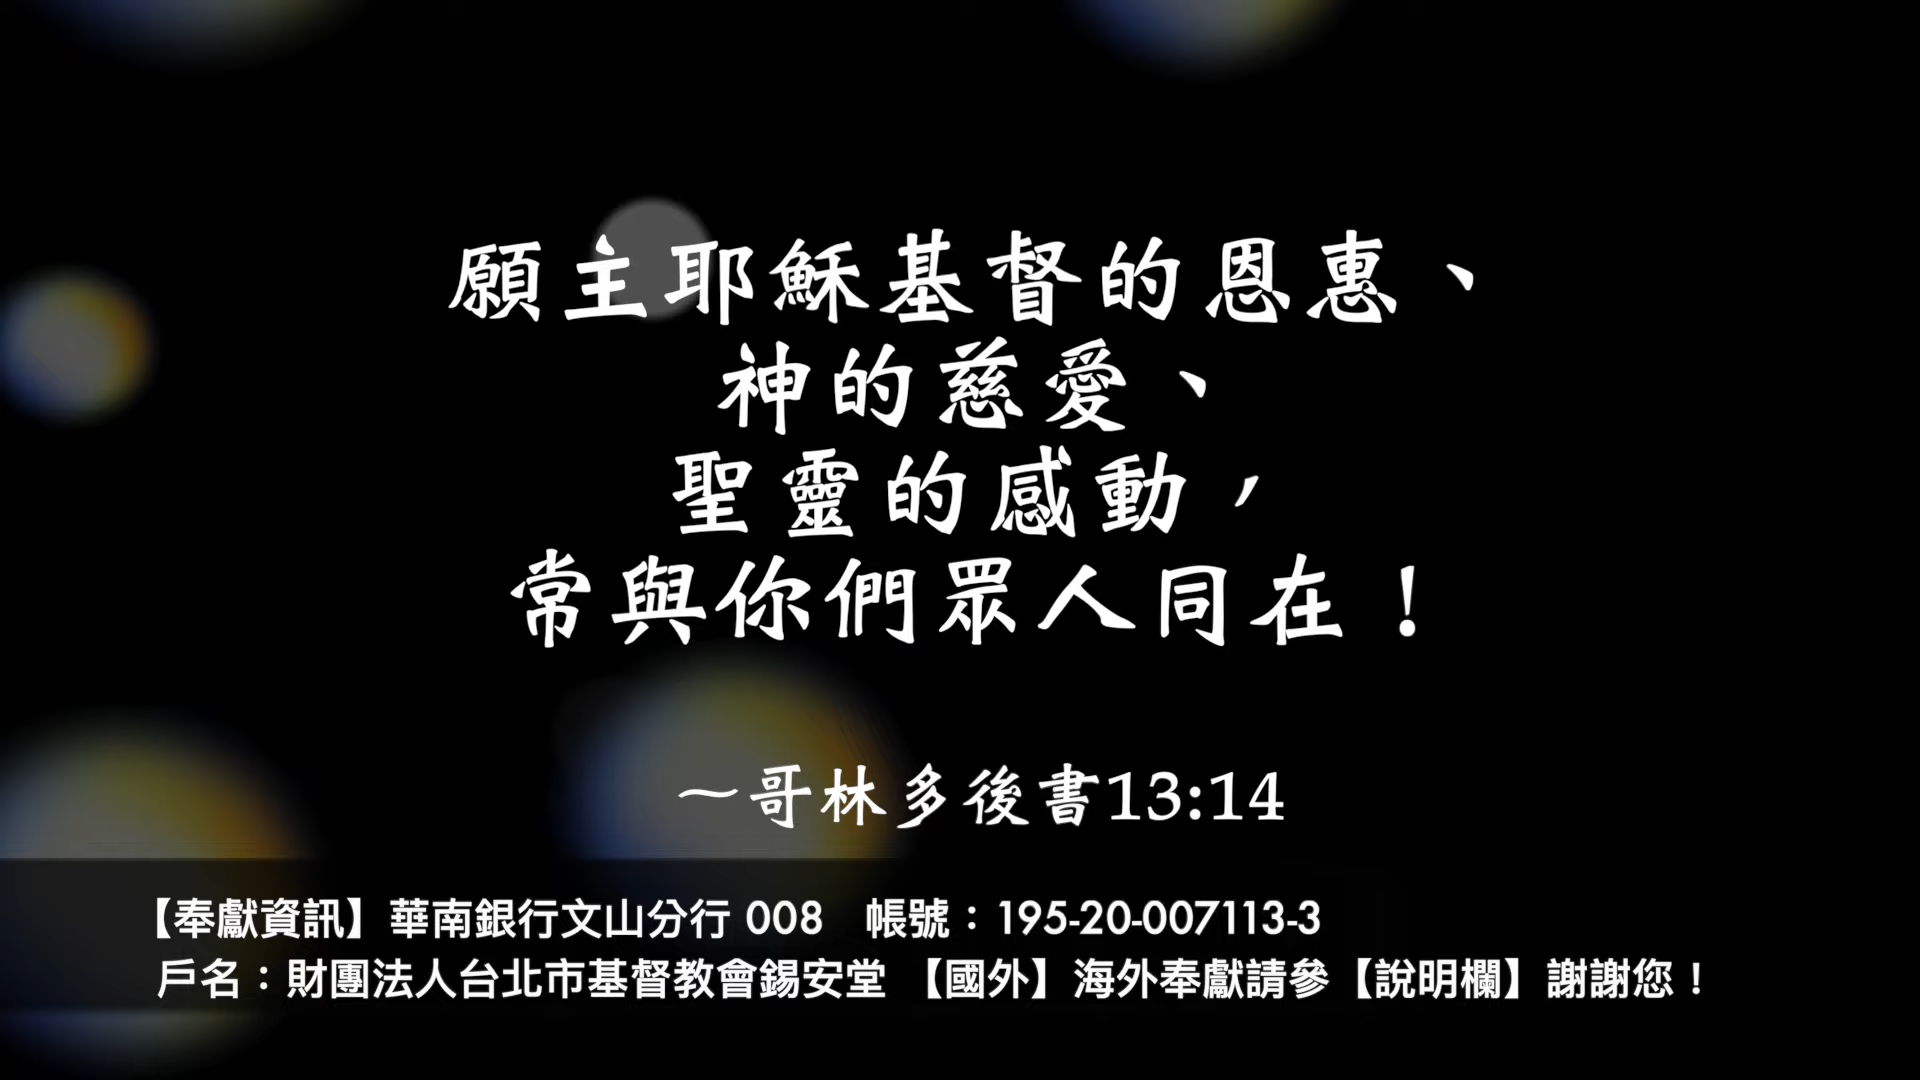 願主耶穌基督的恩惠、
神的慈愛、
聖靈的感動，
常與你們眾人同在！
～哥林多後書13:14
【奉獻資訊】華南銀行文山分行 008　帳號：195-20-007113-3
戶名：財團法人台北市基督教會錫安堂 【國外】海外奉獻請參【說明欄】謝謝您！